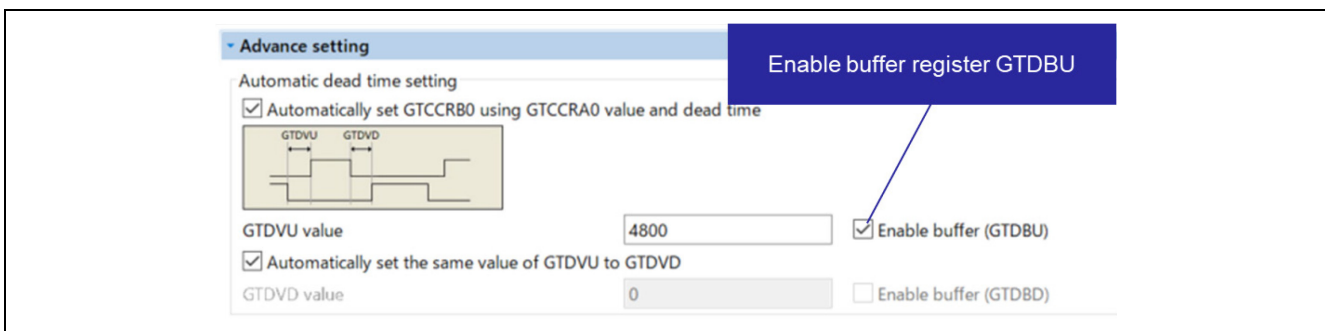 Advance setting
Enable buffer register GTDBU
Automatic dead time setting
Automatically set GTCCRB0 using GTCCRA0 value and dead time
GTDVU GTDVD
GTDVU value 4800 Enable buffer (GTDBU)
Automatically set the same value of GTDVU to GTDVD
GTDVD value 0 Enable buffer (GTDBD)